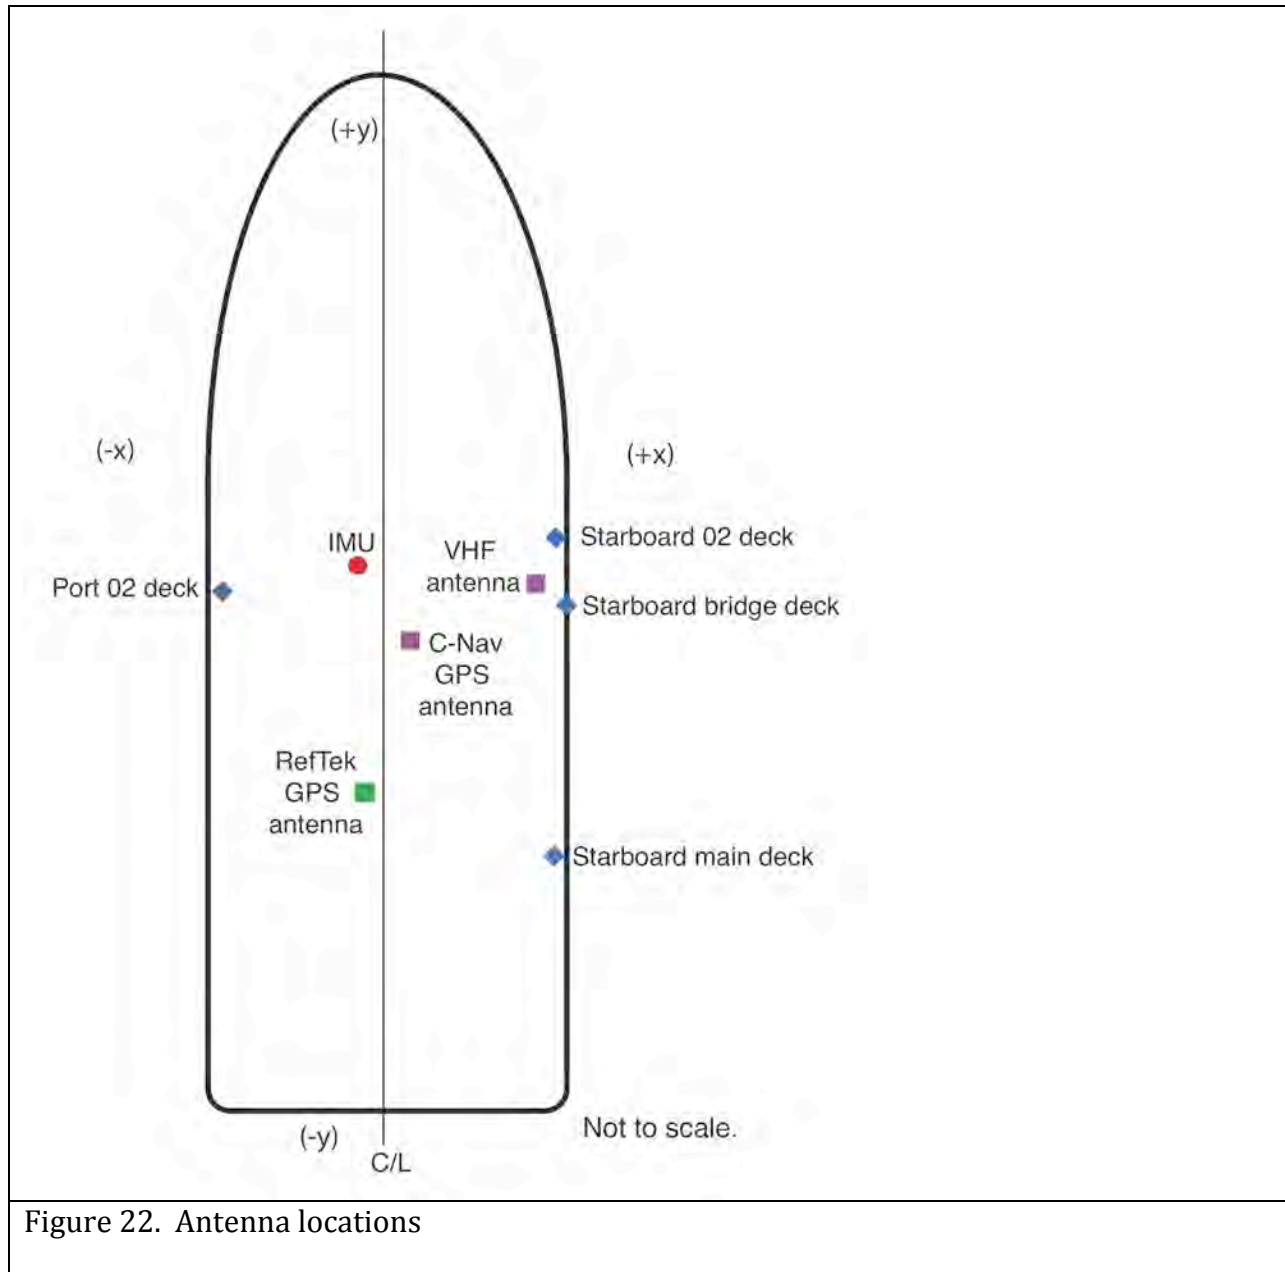 (+y)
(-x)
(+x)
IMU
VHF
antenna
Starboard 02 deck
Port 02 deck
Starboard bridge deck
C-Nav
GPS
antenna
RefTek
GPS
antenna
Starboard main deck
(-y)
C/L
Not to scale.
Figure 22. Antenna locations